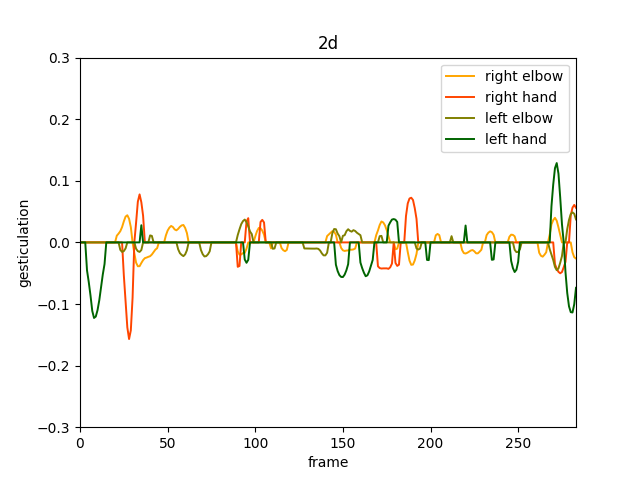 2d
0.3
0.2
0.1
0.0
−0.1
−0.2
−0.3
gesticulation
0
50
100
150
200
250
frame
right elbow
right hand
left elbow
left hand